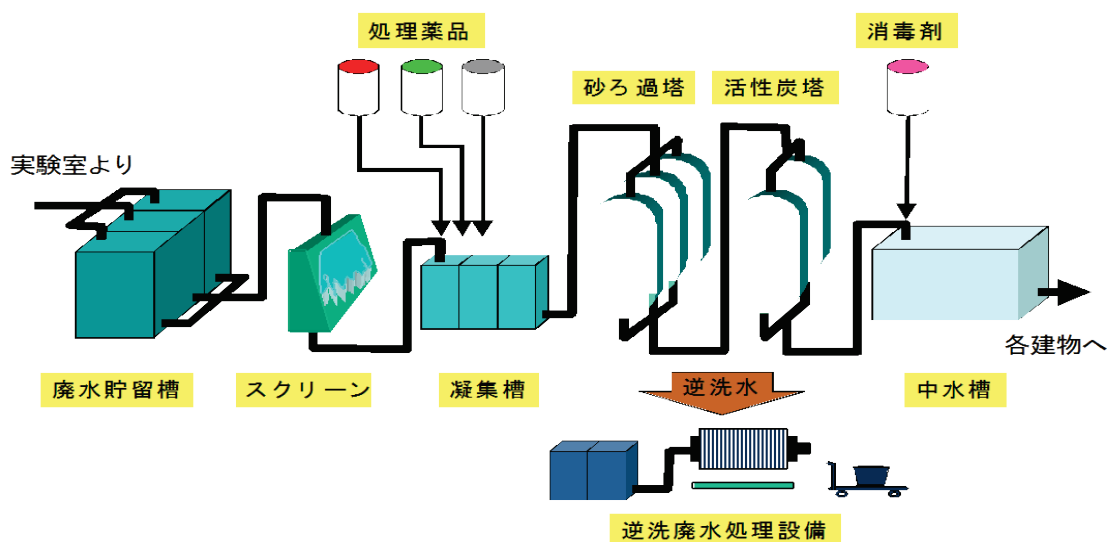 処理薬品
消毒剤
砂ろ過塔
活性炭塔
実験室より
各建物へ
廃水貯留槽
スクリーン
凝集槽
逆洗水
中水槽
逆洗廃水処理設備